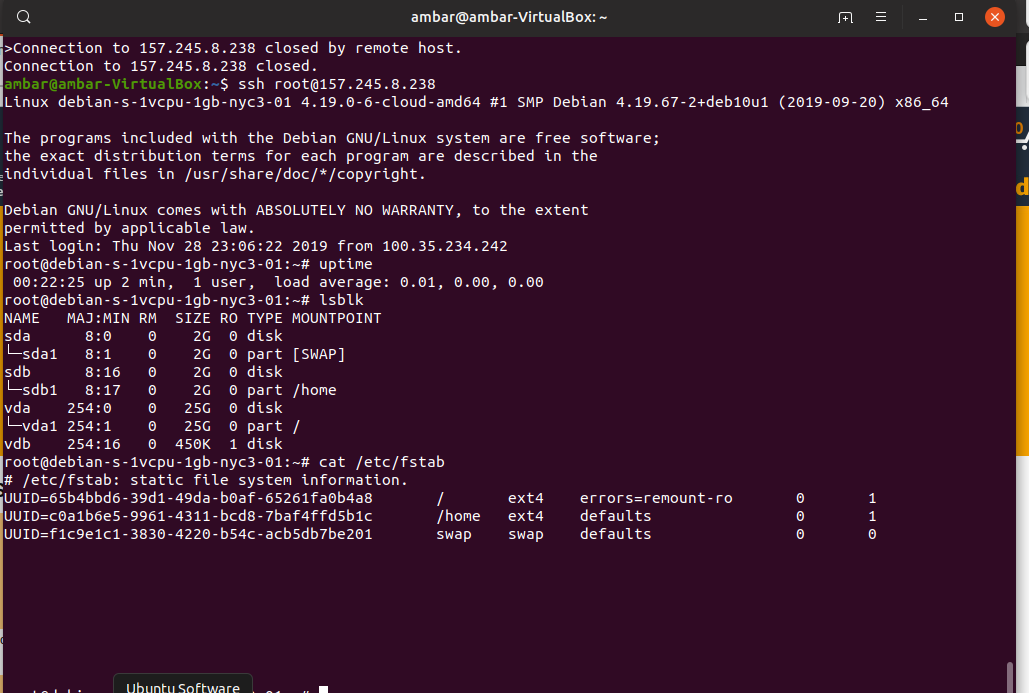 ambar@ambar-VirtualBox: ~
>Connection to 157.245.8.238 closed by remote host.
Connection to 157.245.8.238 closed.
ambar@ambar-VirtualBox:~$ ssh root@157.245.8.238
Linux debian-s-1vcpu-1gb-nyc3-01 4.19.0-6-cloud-amd64 #1 SMP Debian 4.19.67-2+deb10u1 (2019-09-20) x86_64
The programs included with the Debian GNU/Linux system are free software;
the exact distribution terms for each program are described in the
individual files in /usr/share/doc/*/copyright.
Debian GNU/Linux comes with ABSOLUTELY NO WARRANTY, to the extent
permitted by applicable law.
Last login: Thu Nov 28 23:06:22 2019 from 100.35.234.242
root@debian-s-1vcpu-1gb-nyc3-01:~# uptime
 00:22:25 up 2 min,  1 user,  load average: 0.01, 0.00, 0.00
root@debian-s-1vcpu-1gb-nyc3-01:~# lsblk
NAME   MAJ:MIN RM  SIZE RO TYPE MOUNTPOINT
sda      8:0    0    2G  0 disk
└─sda1   8:1    0    2G  0 part [SWAP]
sdb      8:16   0    2G  0 disk
└─sdb1   8:17   0    2G  0 part /home
vda    254:0    0   25G  0 disk
└─vda1 254:1    0   25G  0 part /
vdb    254:16   0  450K  1 disk
root@debian-s-1vcpu-1gb-nyc3-01:~# cat /etc/fstab
# /etc/fstab: static file system information.
UUID=65b4bbd6-39d1-49da-b0af-65261fa0b4a8       /       ext4    errors=remount-ro       0       1
UUID=c0a1b6e5-9961-4311-bcd8-7baf4ffd5b1c       /home   ext4    defaults                0       1
UUID=f1c9e1c1-3830-4220-b54c-acb5db7be201       swap    swap    defaults                0       0
Ubuntu Software